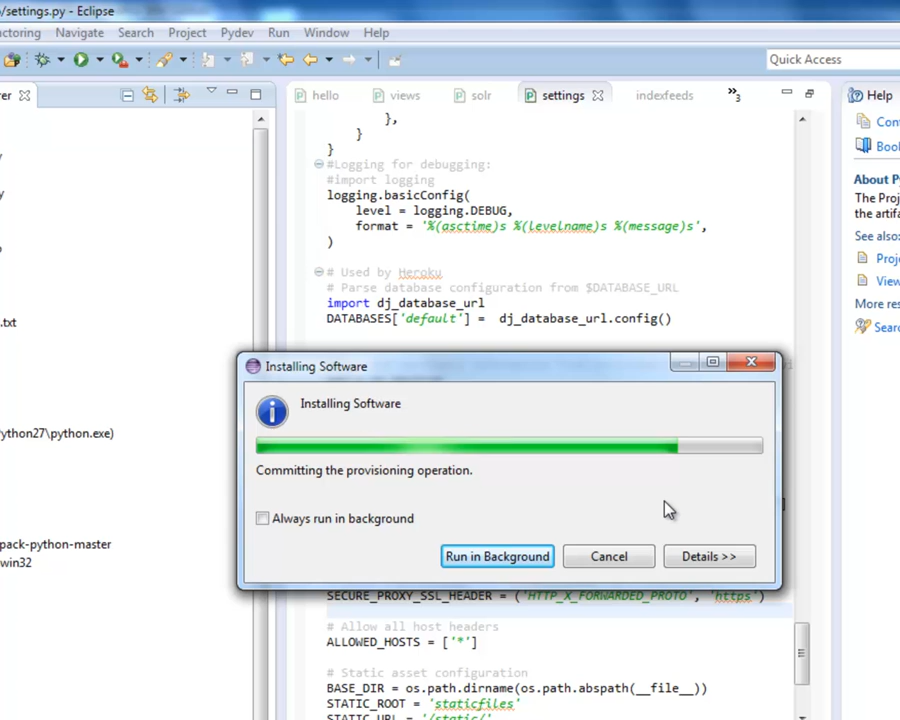 /settings.py - Eclipse
ctoring Navigate Search Project Pydev Run Window Help
Quick Access
rer
hello
views
solr
settings
indexfeeds
3
Help
},
}
}
#Logging for debugging:
#import logging
logging.basicConfig(
level = logging.DEBUG,
format = '%(asctime)s %(levelname)s %(message)s',
)
# Used by Heroku
# Parse database configuration from $DATABASE_URL
import dj_database_url
DATABASES['default'] =  dj_database_url.config()
Con
Boo
About Py
The Proj
the artifa
See also:
Proje
View
More res
Searc
y
y
o
.txt
ython27\python.exe)
pack-python-master
win32
Installing Software
Installing Software
Committing the provisioning operation.
Always run in background
Run in Background
Cancel
Details >>
SECURE_PROXY_SSL_HEADER = ('HTTP_X_FORWARDED_PROTO', 'https')
# Allow all host headers
ALLOWED_HOSTS = ['*']
# Static asset configuration
BASE_DIR = os.path.dirname(os.path.abspath(__file__))
STATIC_ROOT = 'staticfiles'
STATIC_URL = '/static/'